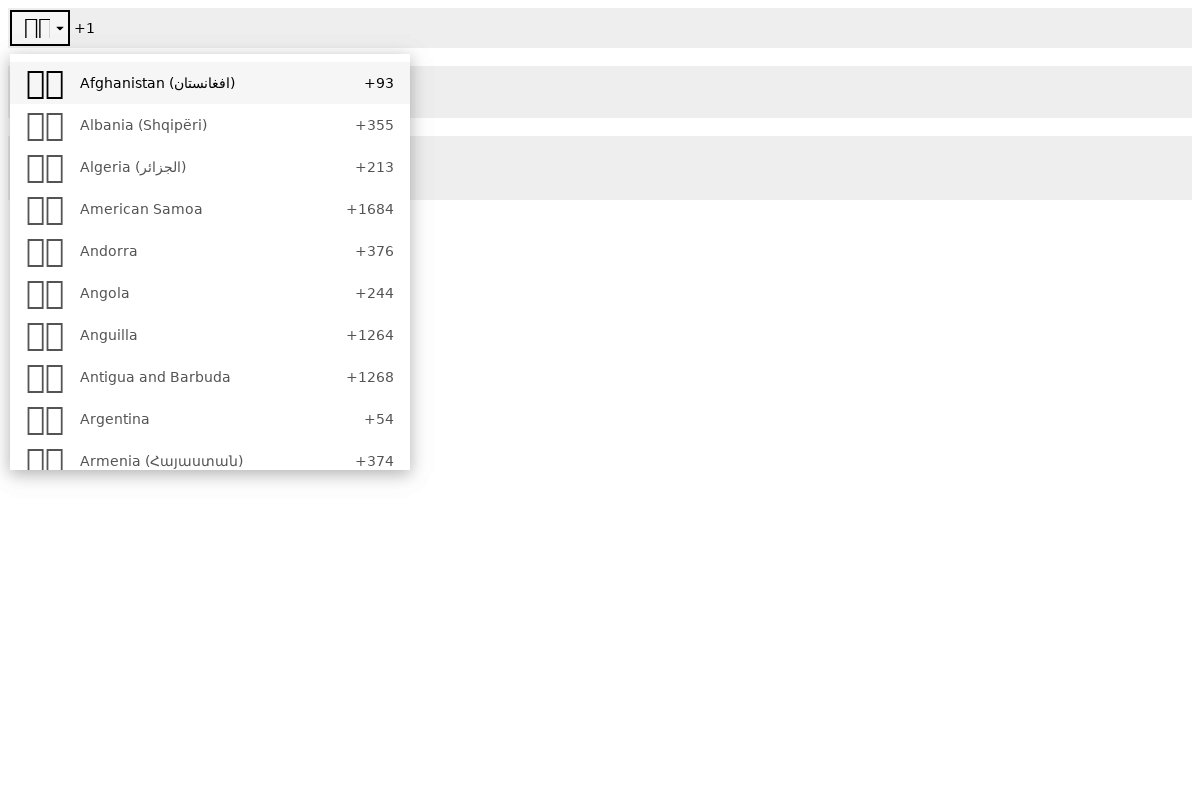 +1
Afghanistan (‫افغانستان‬‎) +93
Albania (Shqipëri) +355
Algeria (‫الجزائر‬‎) +213
American Samoa +1684
Andorra +376
Angola +244
Anguilla +1264
Antigua and Barbuda +1268
Argentina +54
Armenia (Հայաստան) +374